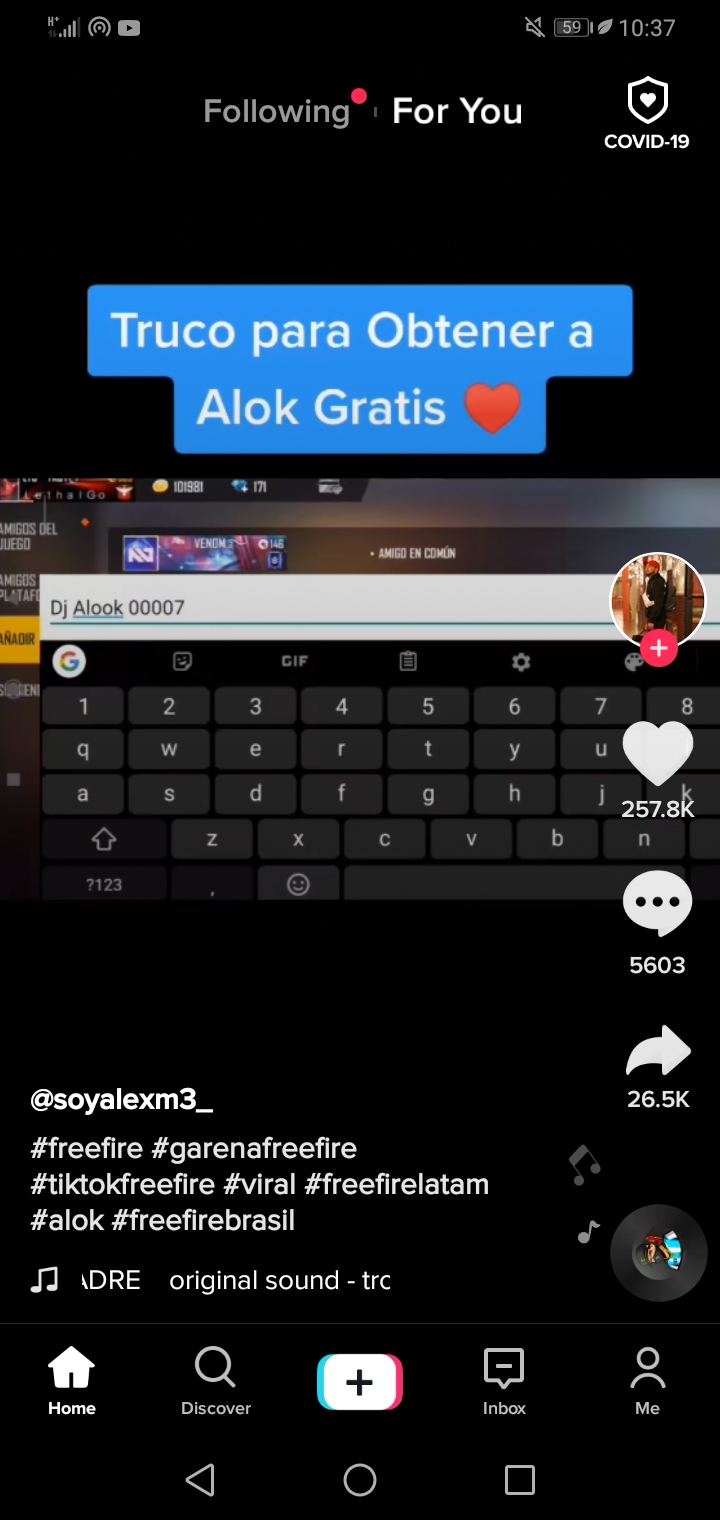 H+
59
10:37
Following
For You
COVID-19
Truco para Obtener a
Alok Gratis ❤️
LethalGo
101981
171
AMIGOS DEL
JUEGO
VENOM
146
• AMIGO EN COMÚN
AMIGOS
Dj Alook 00007
AÑADIR
G
GIF
1 2 3 4 5 6 7 8
q w e r t y u
a s d f g h j k
z x c v b n
?123 ,
257.8K
5603
26.5K
@soyalexm3_
#freefire #garenafreefire
#tiktokfreefire #viral #freefirelatam
#alok #freefirebrasil
ADRE original sound - trc
Home
Discover
Inbox
Me